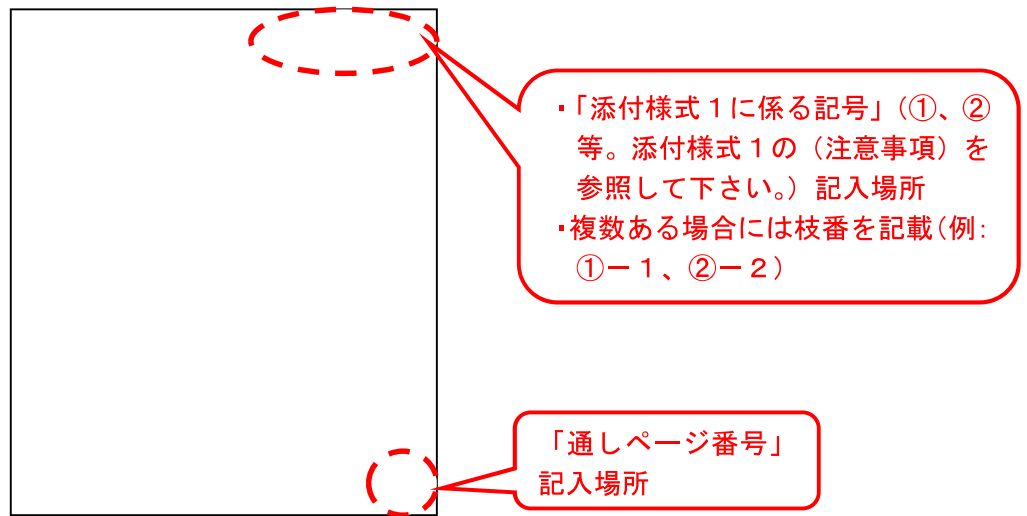 ・「添付様式１に係る記号」（①、②
等。添付様式１の（注意事項）を
参照して下さい。）記入場所
・複数ある場合には枝番を記載（例：
①－１、②－２）
「通しページ番号」
記入場所